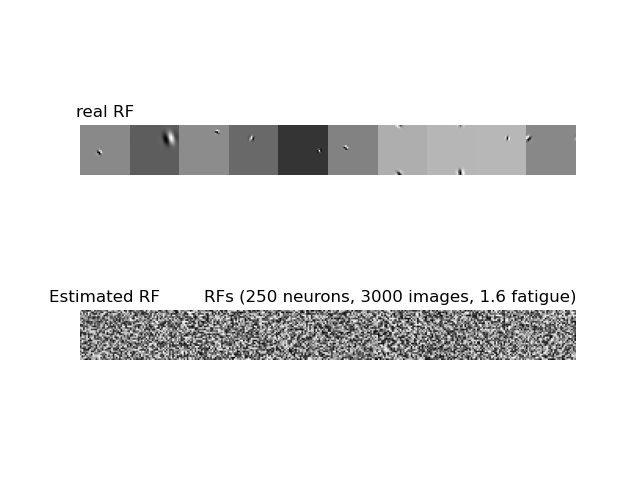 real RF
Estimated RF
RFs (250 neurons, 3000 images, 1.6 fatigue)